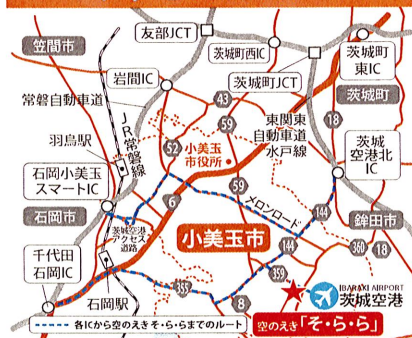 友部JCT
笠間市
茨城町西IC
茨城町
東IC
岩間IC
茨城町JCT
常磐自動車道
43
茨城町
東関東
自動車道
水戸線
59
18
羽鳥駅
JR常磐線
52
小美玉
市役所
茨城
空港北
IC
石岡小美玉
スマートIC
6
59
メロンロード
144
石岡市
茨城空港
アクセス
道路
小美玉市
鉾田市
144
360
18
千代田
石岡IC
359
石岡駅
355
8
IBARAKI AIRPORT
茨城空港
各ICから空のえきそ・ら・らまでのルート
空のえき「そ・ら・ら」